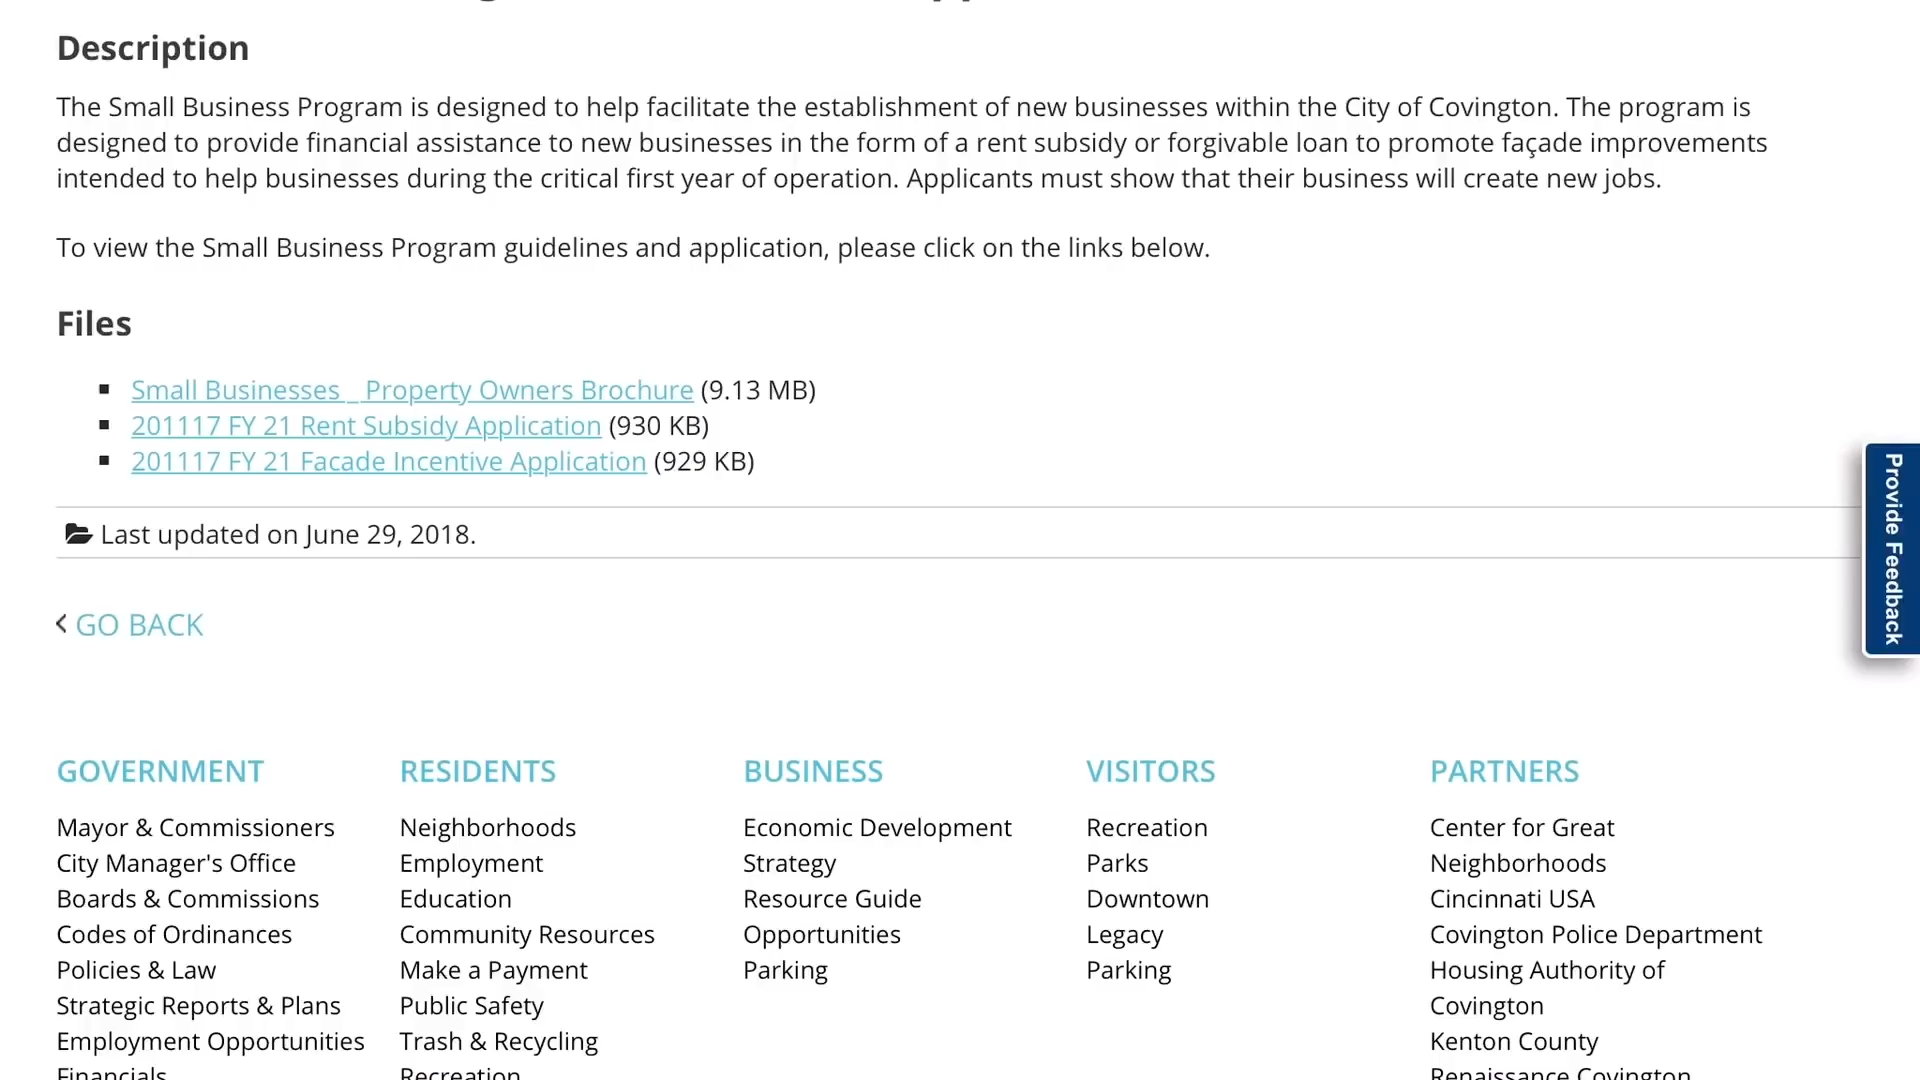 Description
The Small Business Program is designed to help facilitate the establishment of new businesses within the City of Covington. The program is
designed to provide financial assistance to new businesses in the form of a rent subsidy or forgivable loan to promote façade improvements
intended to help businesses during the critical first year of operation. Applicants must show that their business will create new jobs.
To view the Small Business Program guidelines and application, please click on the links below.
Files
Small Businesses _ Property Owners Brochure (9.13 MB)
201117 FY 21 Rent Subsidy Application (930 KB)
201117 FY 21 Facade Incentive Application (929 KB)
Last updated on June 29, 2018.
GO BACK
Provide Feedback
GOVERNMENT
Mayor & Commissioners
City Manager's Office
Boards & Commissions
Codes of Ordinances
Policies & Law
Strategic Reports & Plans
Employment Opportunities
Financials
RESIDENTS
Neighborhoods
Employment
Education
Community Resources
Make a Payment
Public Safety
Trash & Recycling
Recreation
BUSINESS
Economic Development
Strategy
Resource Guide
Opportunities
Parking
VISITORS
Recreation
Parks
Downtown
Legacy
Parking
PARTNERS
Center for Great
Neighborhoods
Cincinnati USA
Covington Police Department
Housing Authority of
Covington
Kenton County
Renaissance Covington